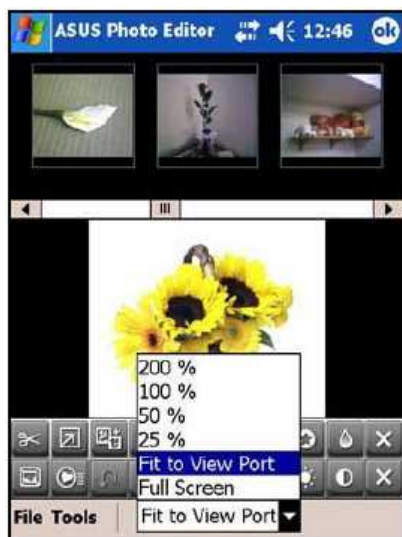 ASUS Photo Editor 12:46 ok
200 %
100 %
50 %
25 %
Fit to View Port
Full Screen
File Tools Fit to View Port